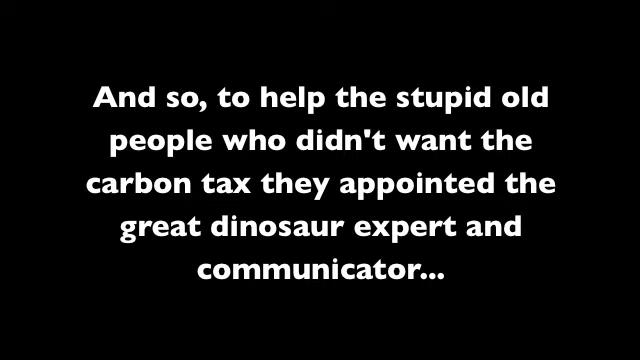 And so, to help the stupid old
people who didn't want the
carbon tax they appointed the
great dinosaur expert and
communicator...